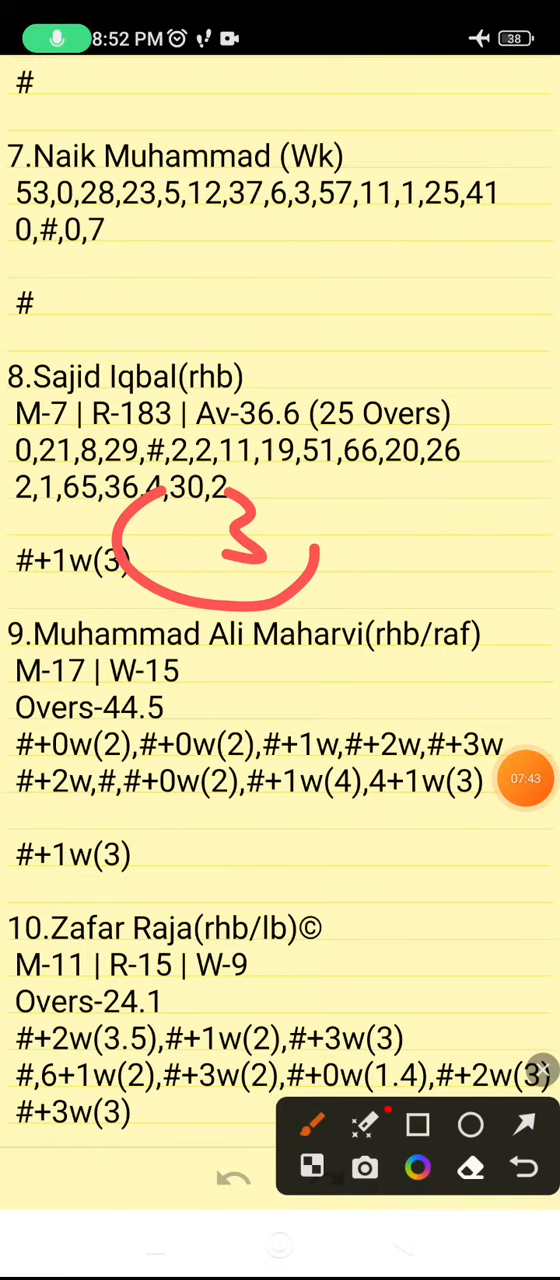 8:52 PM
38
#
7.Naik Muhammad (Wk)
53,0,28,23,5,12,37,6,3,57,11,1,25,41
0,#,0,7
#
8.Sajid Iqbal(rhb)
M-7 | R-183 | Av-36.6 (25 Overs)
0,21,8,29,#,2,2,11,19,51,66,20,26
2,1,65,36,4,30,2
3
#+1w(3)
9.Muhammad Ali Maharvi(rhb/raf)
M-17 | W-15
Overs-44.5
#+0w(2),#+0w(2),#+1w,#+2w,#+3w
#+2w,#,#+0w(2),#+1w(4),4+1w(3)
07:43
#+1w(3)
10.Zafar Raja(rhb/lb)©
M-11 | R-15 | W-9
Overs-24.1
#+2w(3.5),#+1w(2),#+3w(3)
#,6+1w(2),#+3w(2),#+0w(1.4),#+2w(3)
#+3w(3)